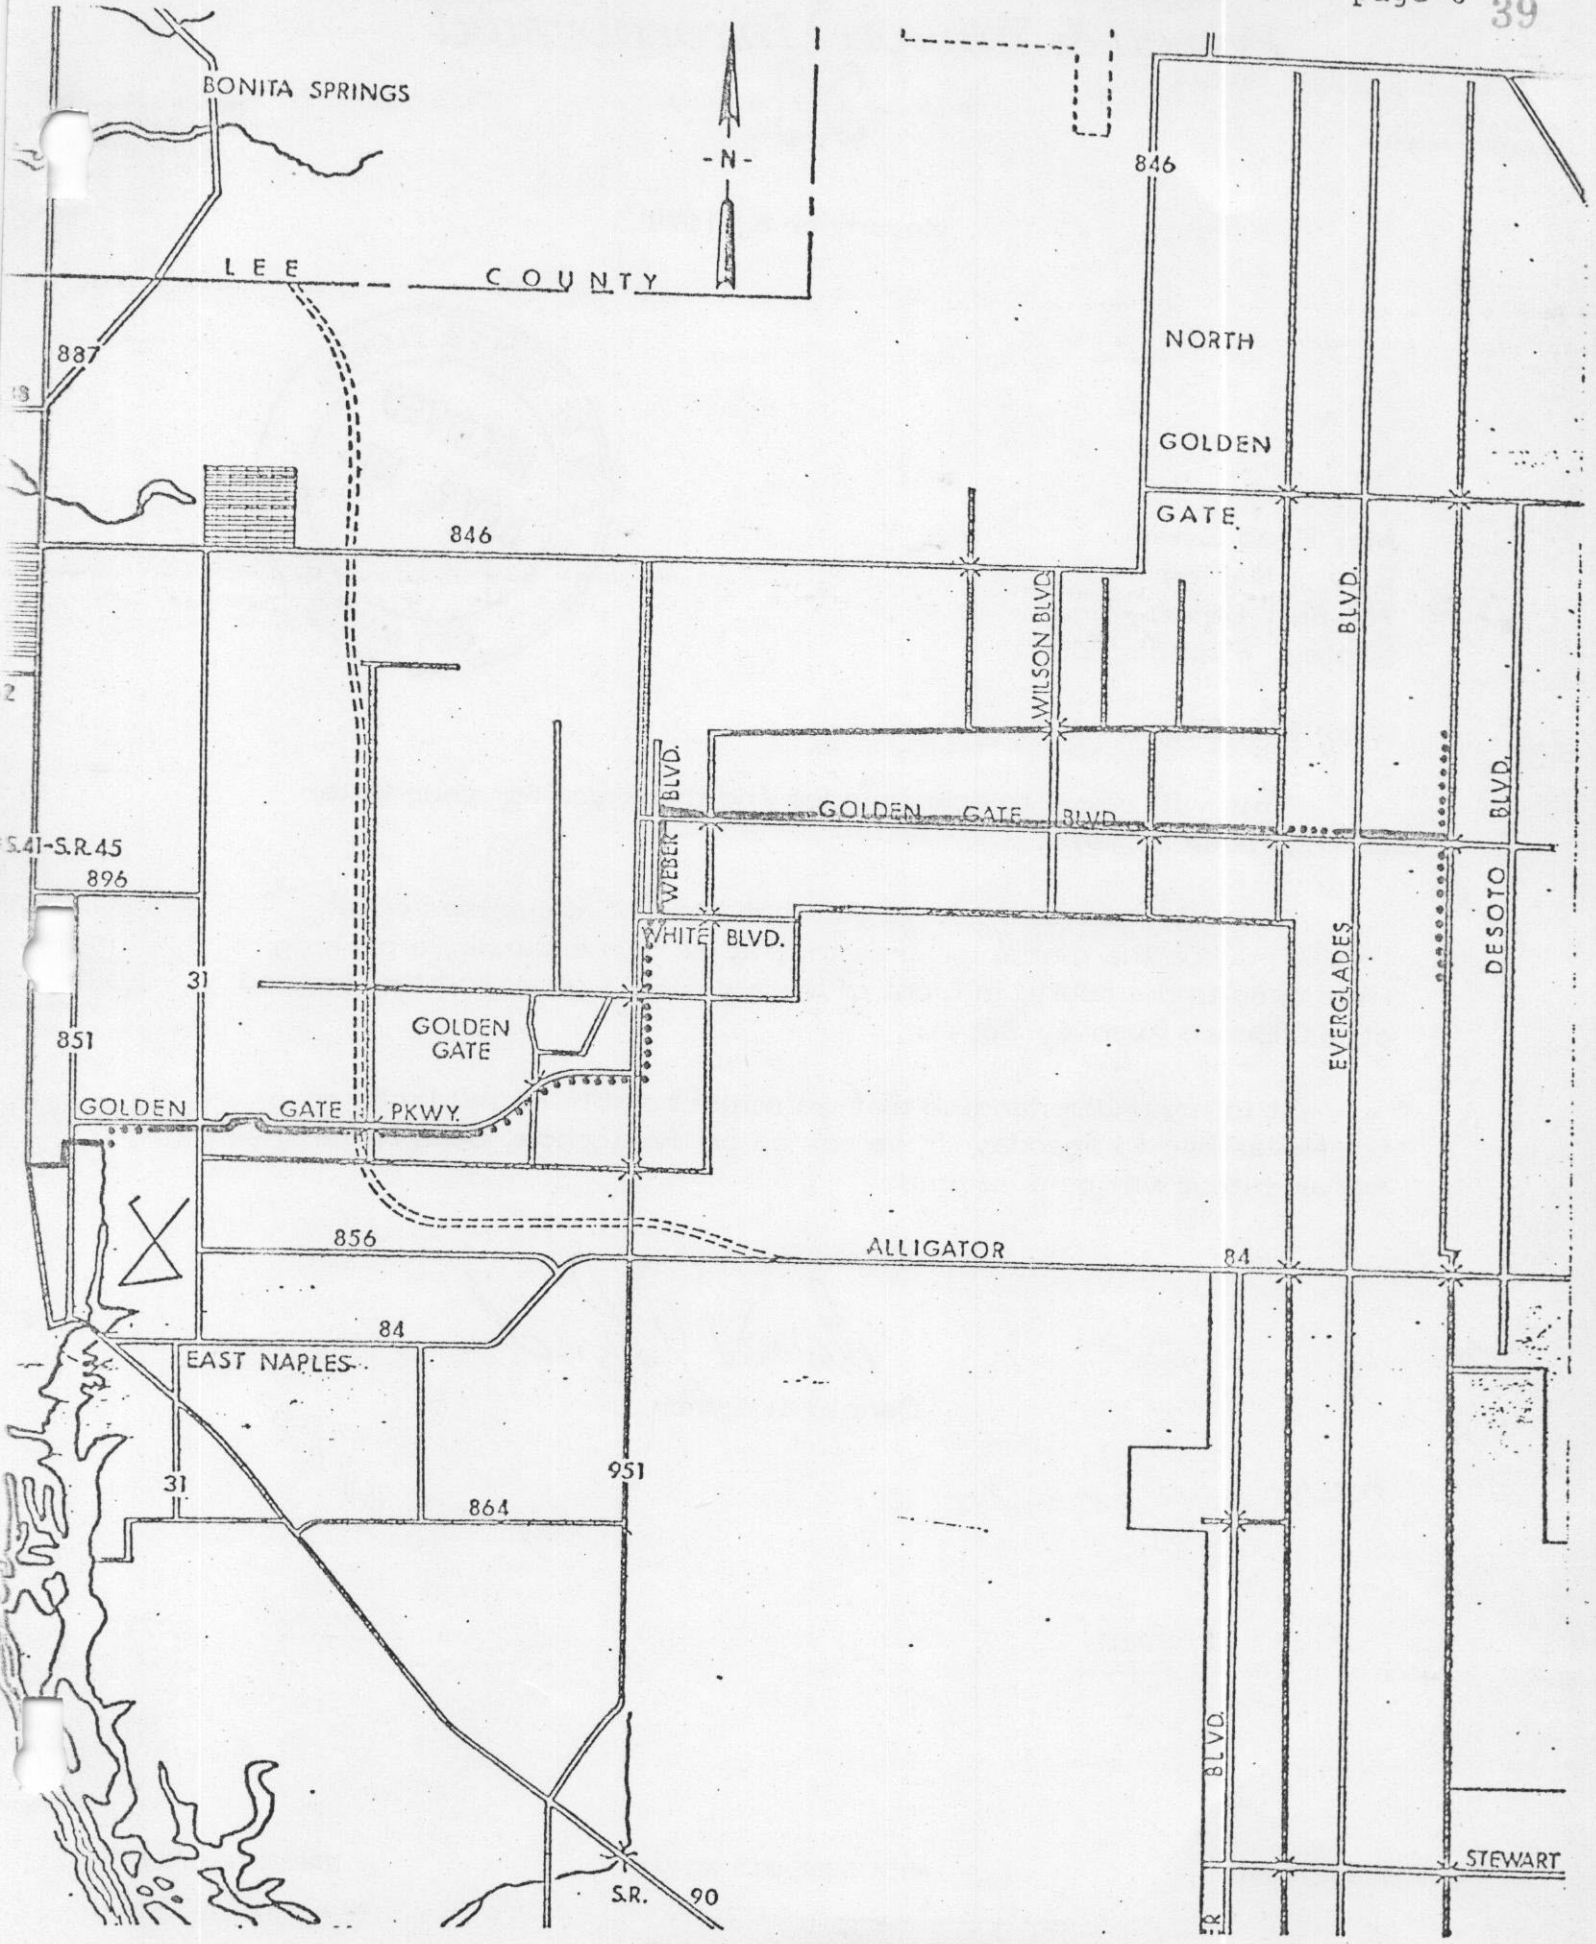 39
BONITA SPRINGS
- N -
846
LEE COUNTY
887
NORTH
GOLDEN
GATE
846
WILSON BLVD.
BLVD.
WEBER BLVD.
GOLDEN GATE BLVD.
S.41-S.R.45
896
DESOTO BLVD.
WHITE BLVD.
EVERGLADES
31
GOLDEN
GATE
851
GOLDEN GATE PKWY.
856
ALLIGATOR
84
84
EAST NAPLES
951
31
864
BLVD.
STEWART
S.R. 90
R